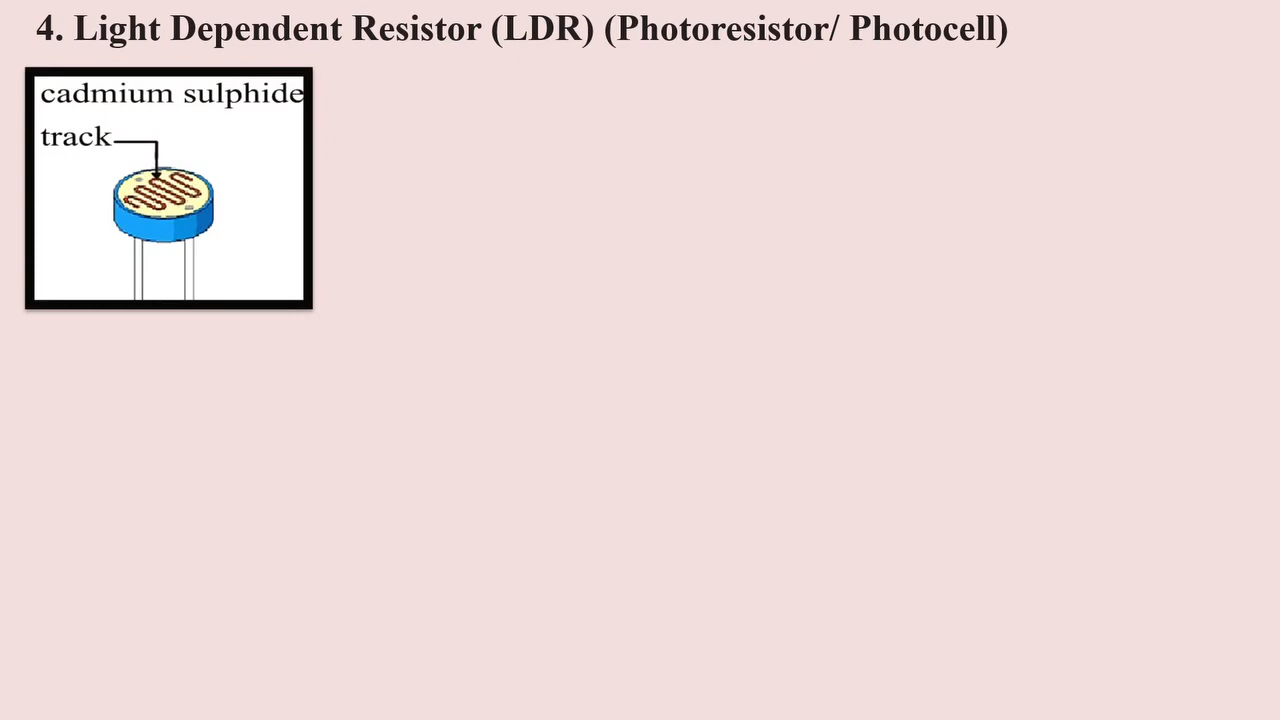 4. Light Dependent Resistor (LDR) (Photoresistor/ Photocell)
cadmium sulphide
track